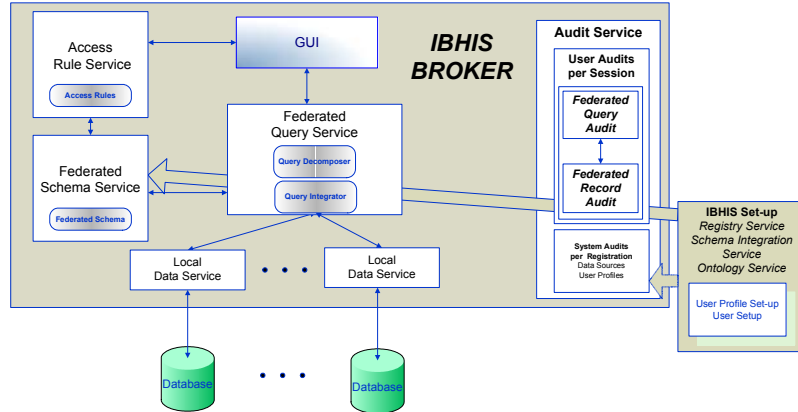 Access
Rule Service
Access Rules
GUI
IBHIS
BROKER
Audit Service
User Audits
per Session
Federated
Query
Audit
Federated
Record
Audit
Federated
Query Service
Query Decomposer
Query Integrator
Federated
Schema Service
Federated Schema
IBHIS Set-up
Registry Service
Schema Integration
Service
Ontology Service
User Profile Set-up
User Setup
System Audits
per Registration
Data Sources
User Profiles
Local
Data Service
• • •
Local
Data Service
Database
• • •
Database